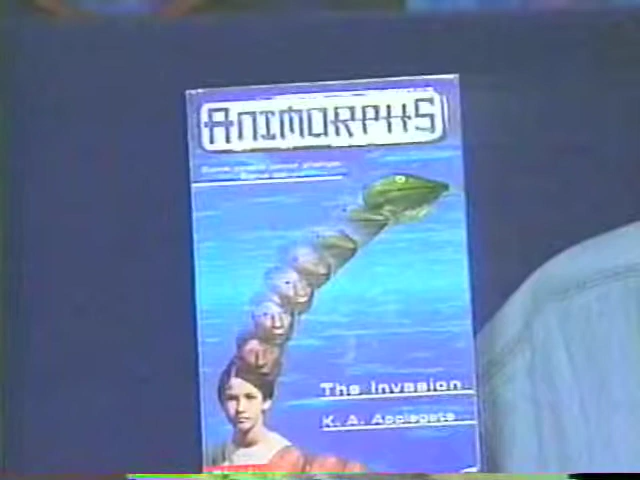 ANIMORPHS
The Invasion
K. A. Applegate